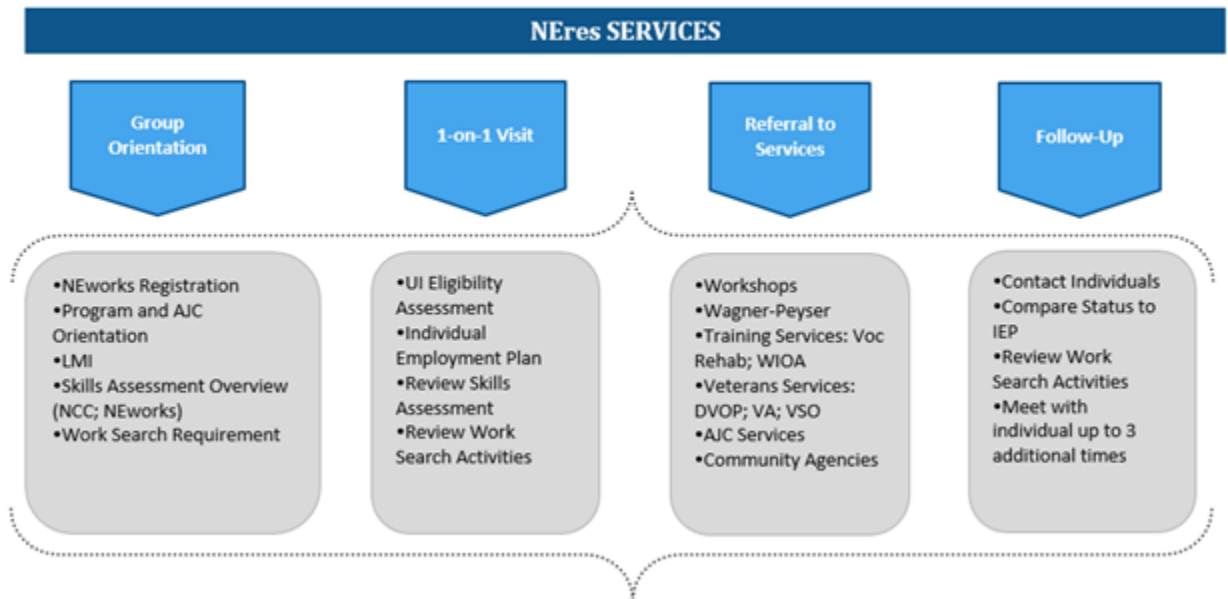 NEres SERVICES
Group
Orientation
1-on-1 Visit
Referral to
Services
Follow-Up
•NEworks Registration
•Program and AJC
Orientation
•LMI
•Skills Assessment Overview
(NCC; NEworks)
•Work Search Requirement
•UI Eligibility
Assessment
•Individual
Employment Plan
•Review Skills
Assessment
•Review Work
Search Activities
•Workshops
•Wagner-Peyser
•Training Services: Voc
Rehab; WIOA
•Veterans Services:
DVOP; VA; VSO
•AJC Services
•Community Agencies
•Contact Individuals
•Compare Status to
IEP
•Review Work
Search Activities
•Meet with
individual up to 3
additional times